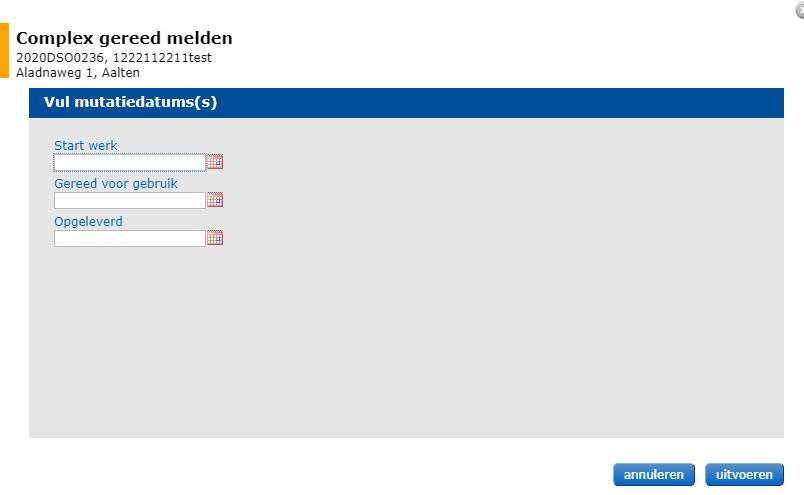 Complex gereed melden
2020DSO0236, 1222112211test
Aladnaweg 1, Aalten
Vul mutatiedatums(s)
Start werk
Gereed voor gebruik
Opgeleverd
annuleren uitvoeren